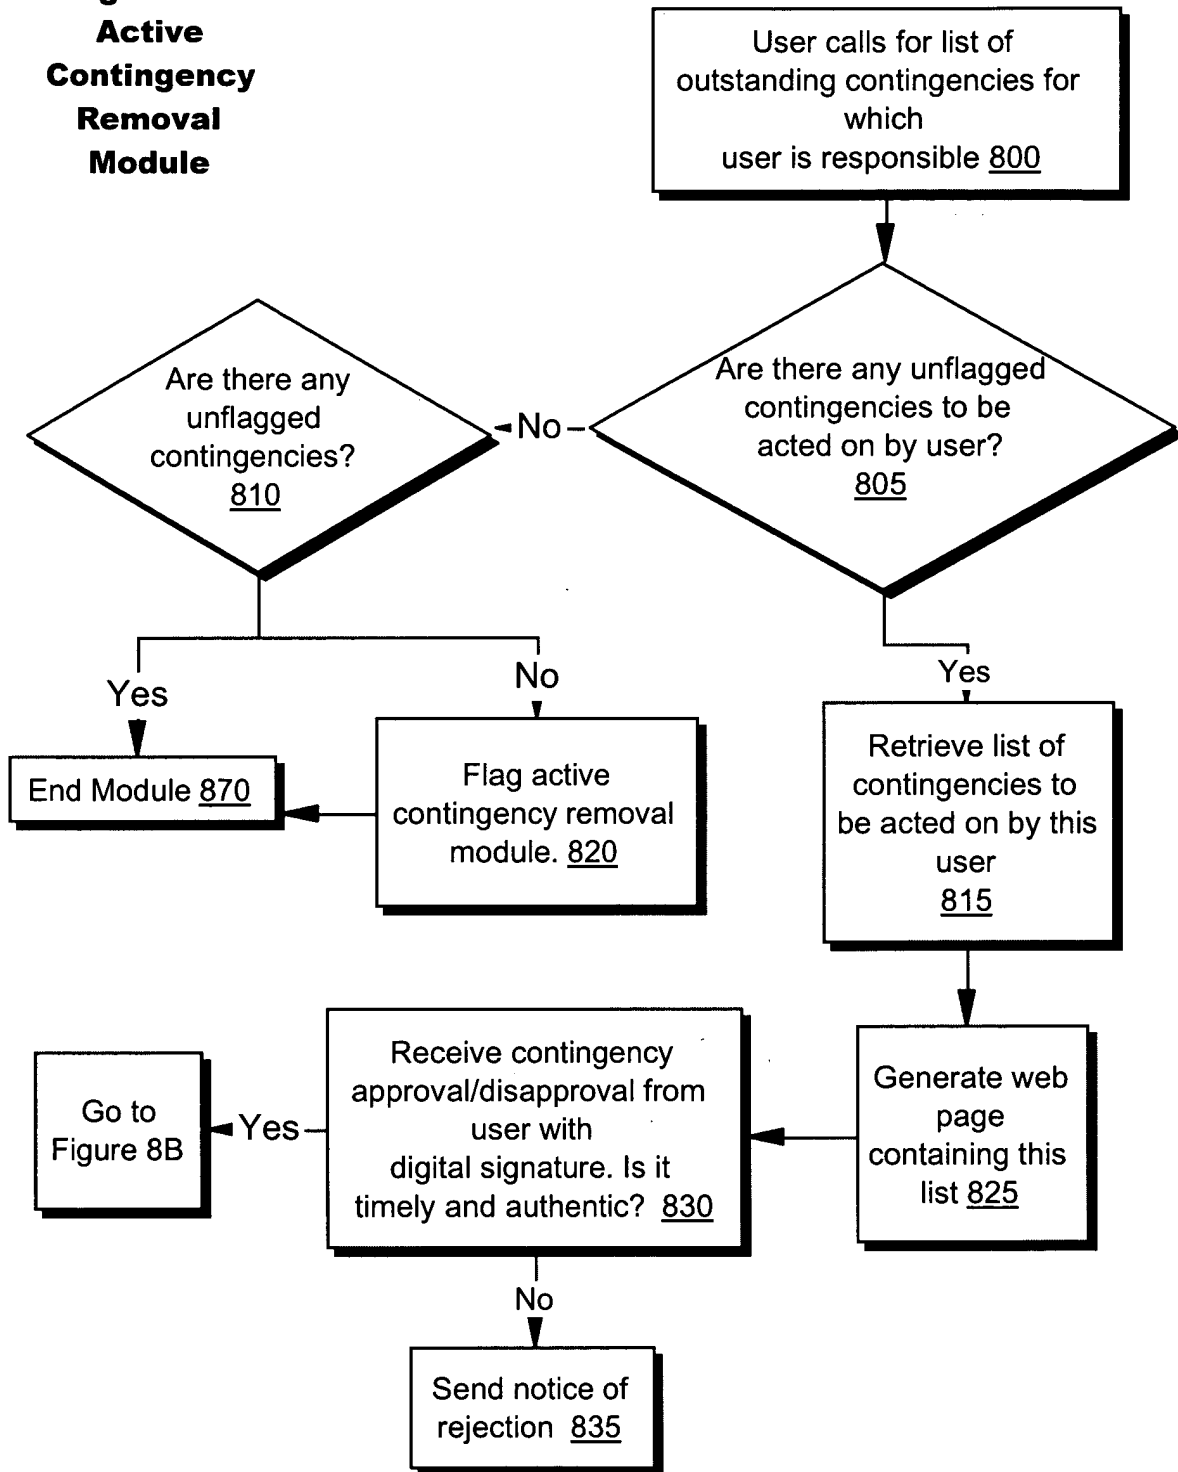 Active
Contingency
Removal
Module
User calls for list of
outstanding contingencies for
which
user is responsible 800
Are there any unflagged
contingencies to be
acted on by user?
805
No
Are there any
unflagged
contingencies?
810
Yes
No
Yes
End Module 870
Flag active
contingency removal
module. 820
Retrieve list of
contingencies to
be acted on by this
user
815
Generate web
page
containing this
list 825
Receive contingency
approval/disapproval from
user with
digital signature. Is it
timely and authentic? 830
Yes
Go to
Figure 8B
No
Send notice of
rejection 835